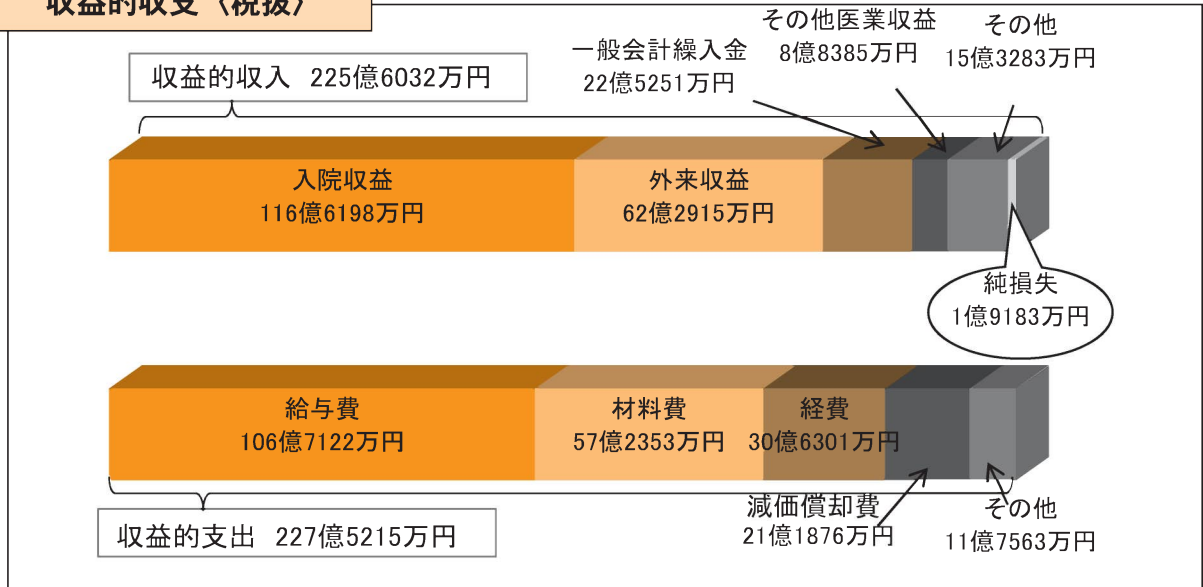 収益的収支〈税抜〉
その他医業収益
8億8385万円
その他
15億3283万円
一般会計繰入金
22億5251万円
収益的収入 225億6032万円
入院収益
116億6198万円
外来収益
62億2915万円
純損失
1億9183万円
給与費
106億7122万円
材料費
57億2353万円
経費
30億6301万円
減価償却費
21億1876万円
その他
11億7563万円
収益的支出 227億5215万円